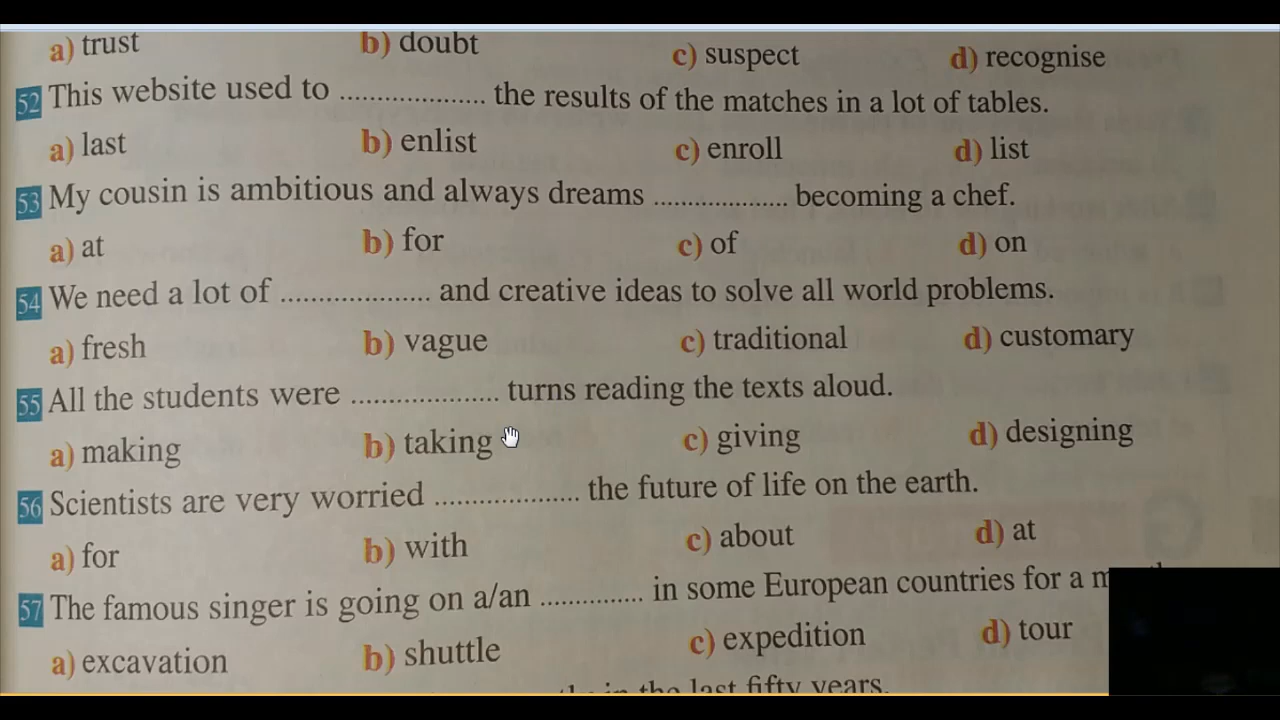 a) trust b) doubt c) suspect d) recognise
52 This website used to .................... the results of the matches in a lot of tables.
a) last b) enlist c) enroll d) list
53 My cousin is ambitious and always dreams .................. becoming a chef.
a) at b) for c) of d) on
54 We need a lot of .................... and creative ideas to solve all world problems.
a) fresh b) vague c) traditional d) customary
55 All the students were .................... turns reading the texts aloud.
a) making b) taking c) giving d) designing
56 Scientists are very worried .................... the future of life on the earth.
a) for b) with c) about d) at
57 The famous singer is going on a/an .............. in some European countries for a
a) excavation b) shuttle c) expedition d) tour
in the last fifty years.